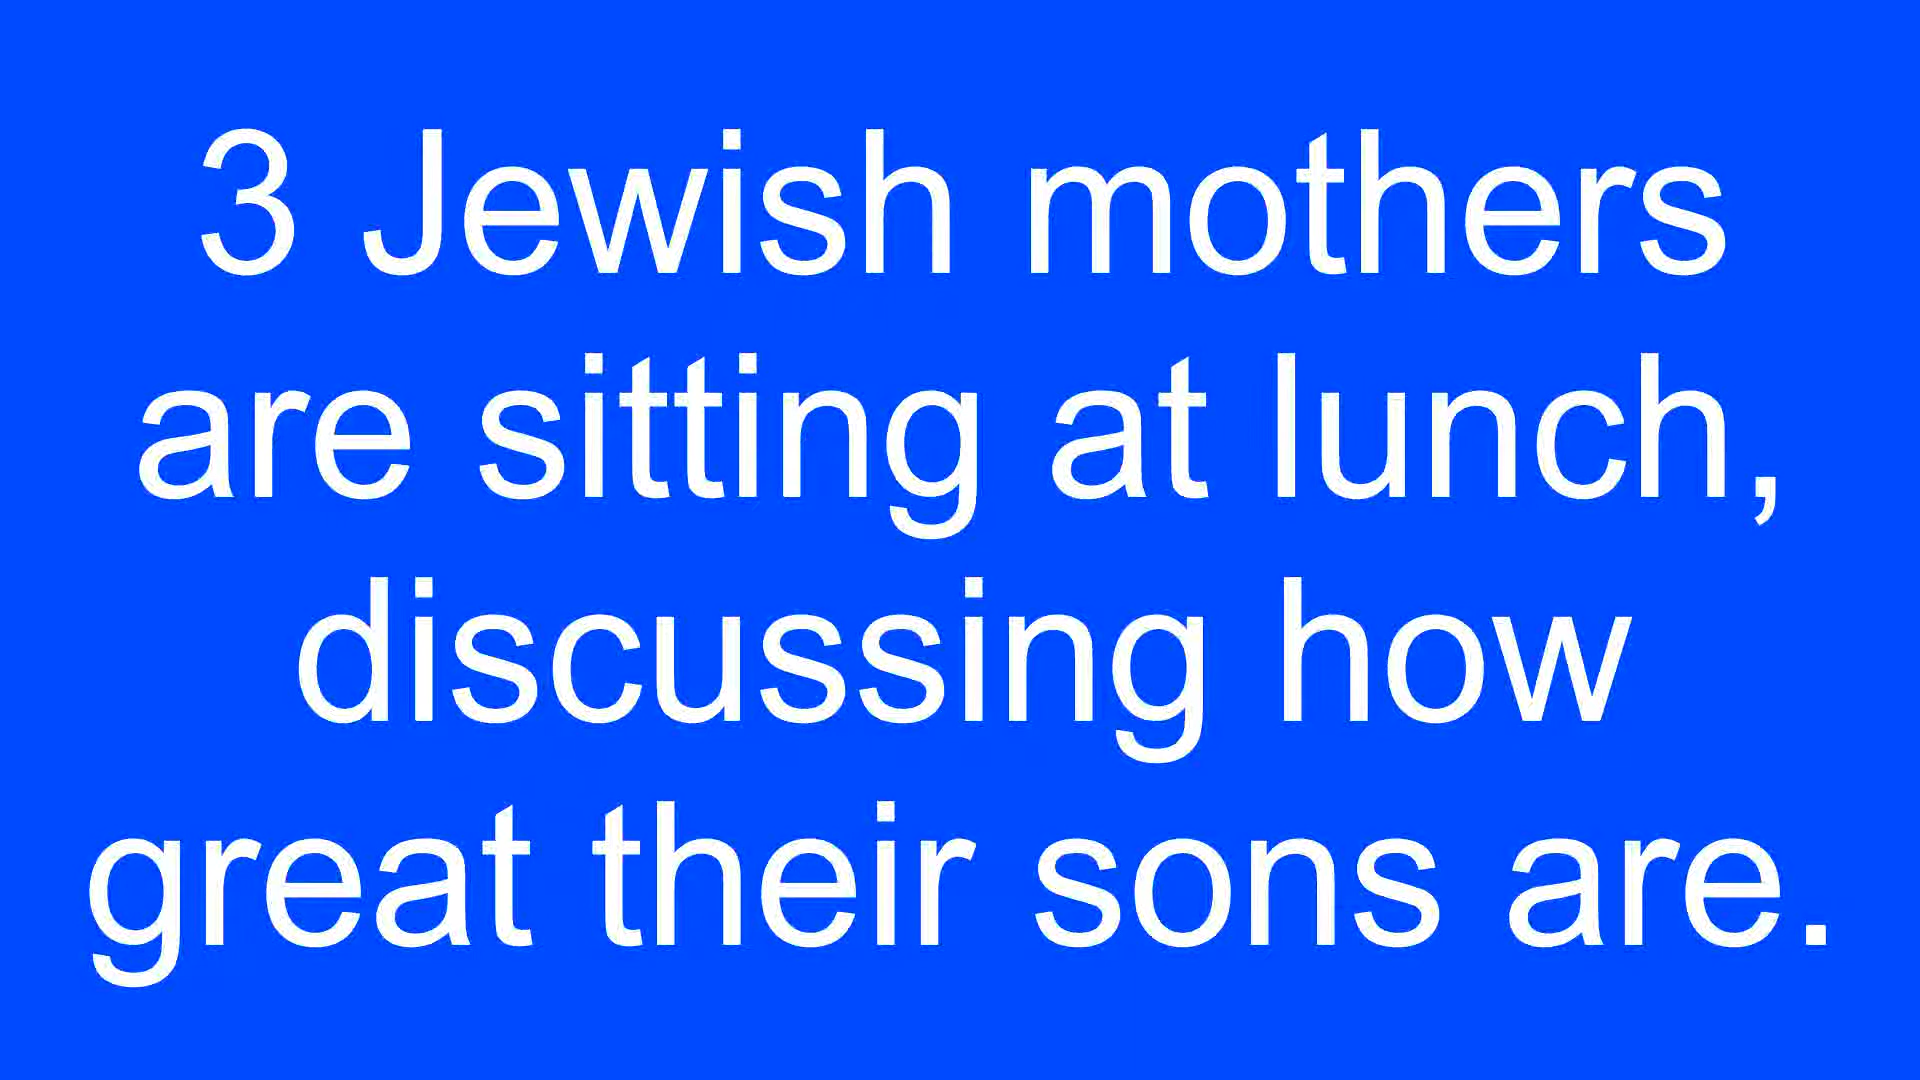 3 Jewish mothers
are sitting at lunch,
discussing how
great their sons are.